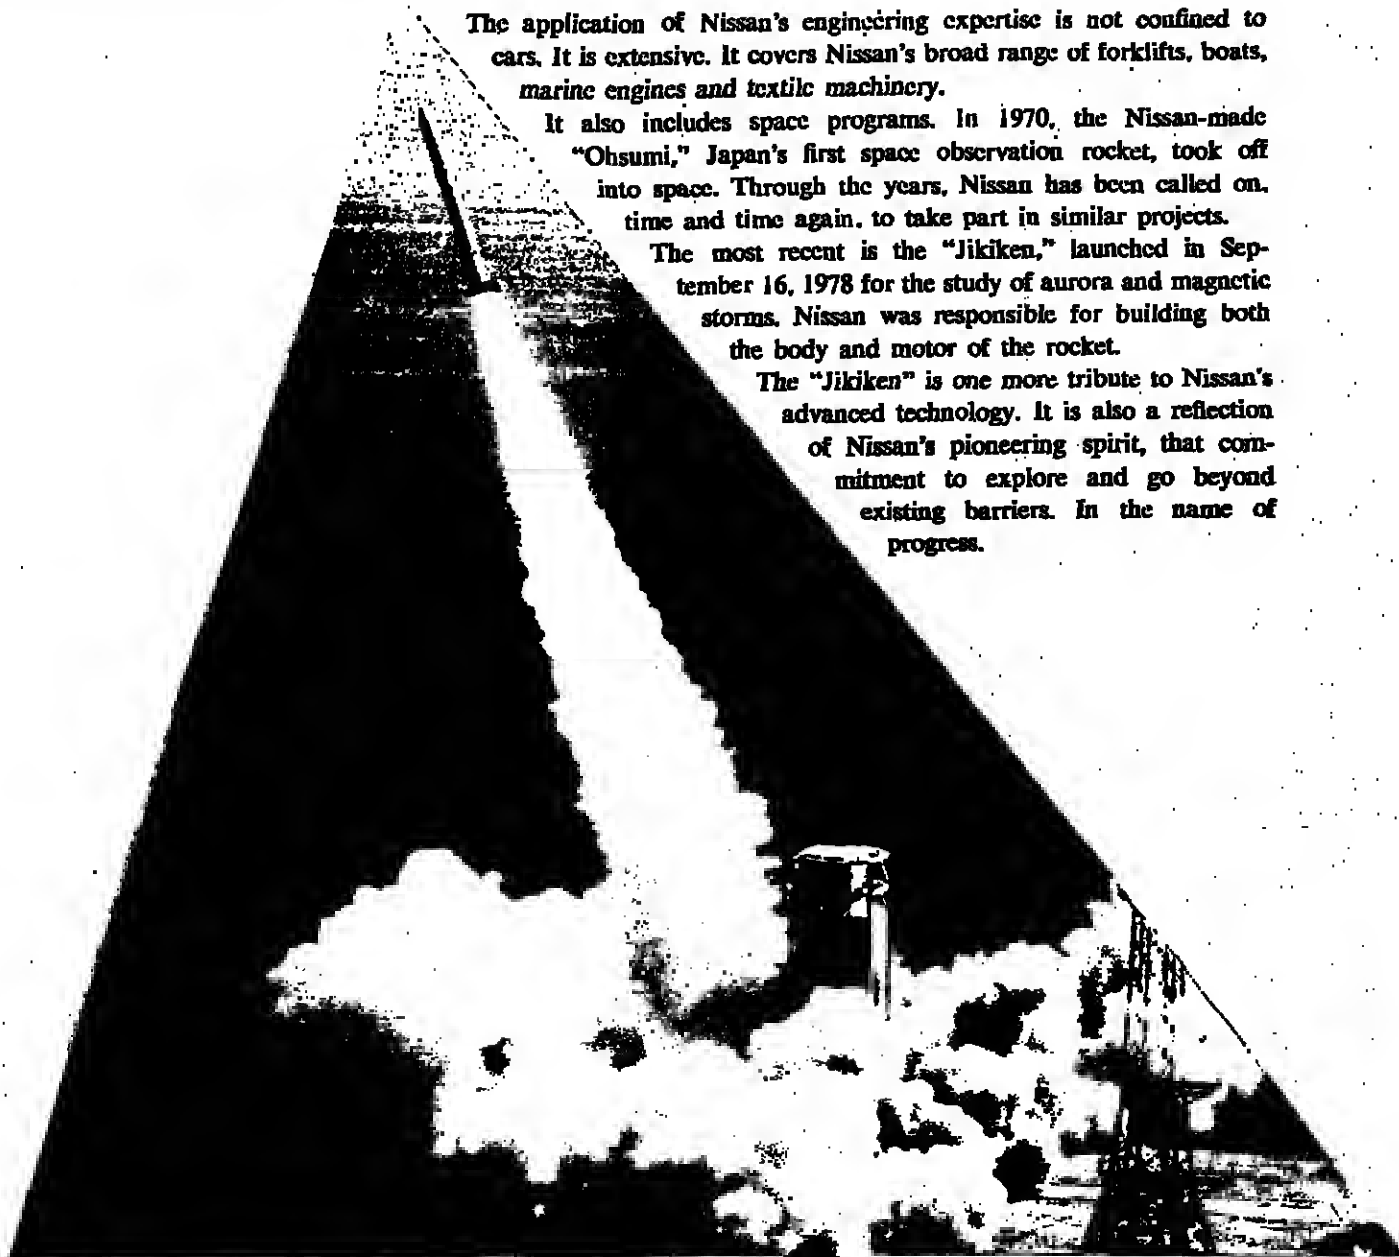 The application of Nissan's engineering expertise is not confined to
cars. It is extensive. It covers Nissan's broad range of forklifts, boats,
marine engines and textile machinery.
It also includes space programs. In 1970, the Nissan-made
“Ohsumi,” Japan's first space observation rocket, took off
into space. Through the years, Nissan has been called on,
time and time again, to take part in similar projects.
The most recent is the “Jikiken,” launched in Sep-
tember 16, 1978 for the study of aurora and magnetic
storms. Nissan was responsible for building both
the body and motor of the rocket.
The “Jikiken” is one more tribute to Nissan's
advanced technology. It is also a reflection
of Nissan's pioneering spirit, that com-
mitment to explore and go beyond
existing barriers. In the name of
progress.